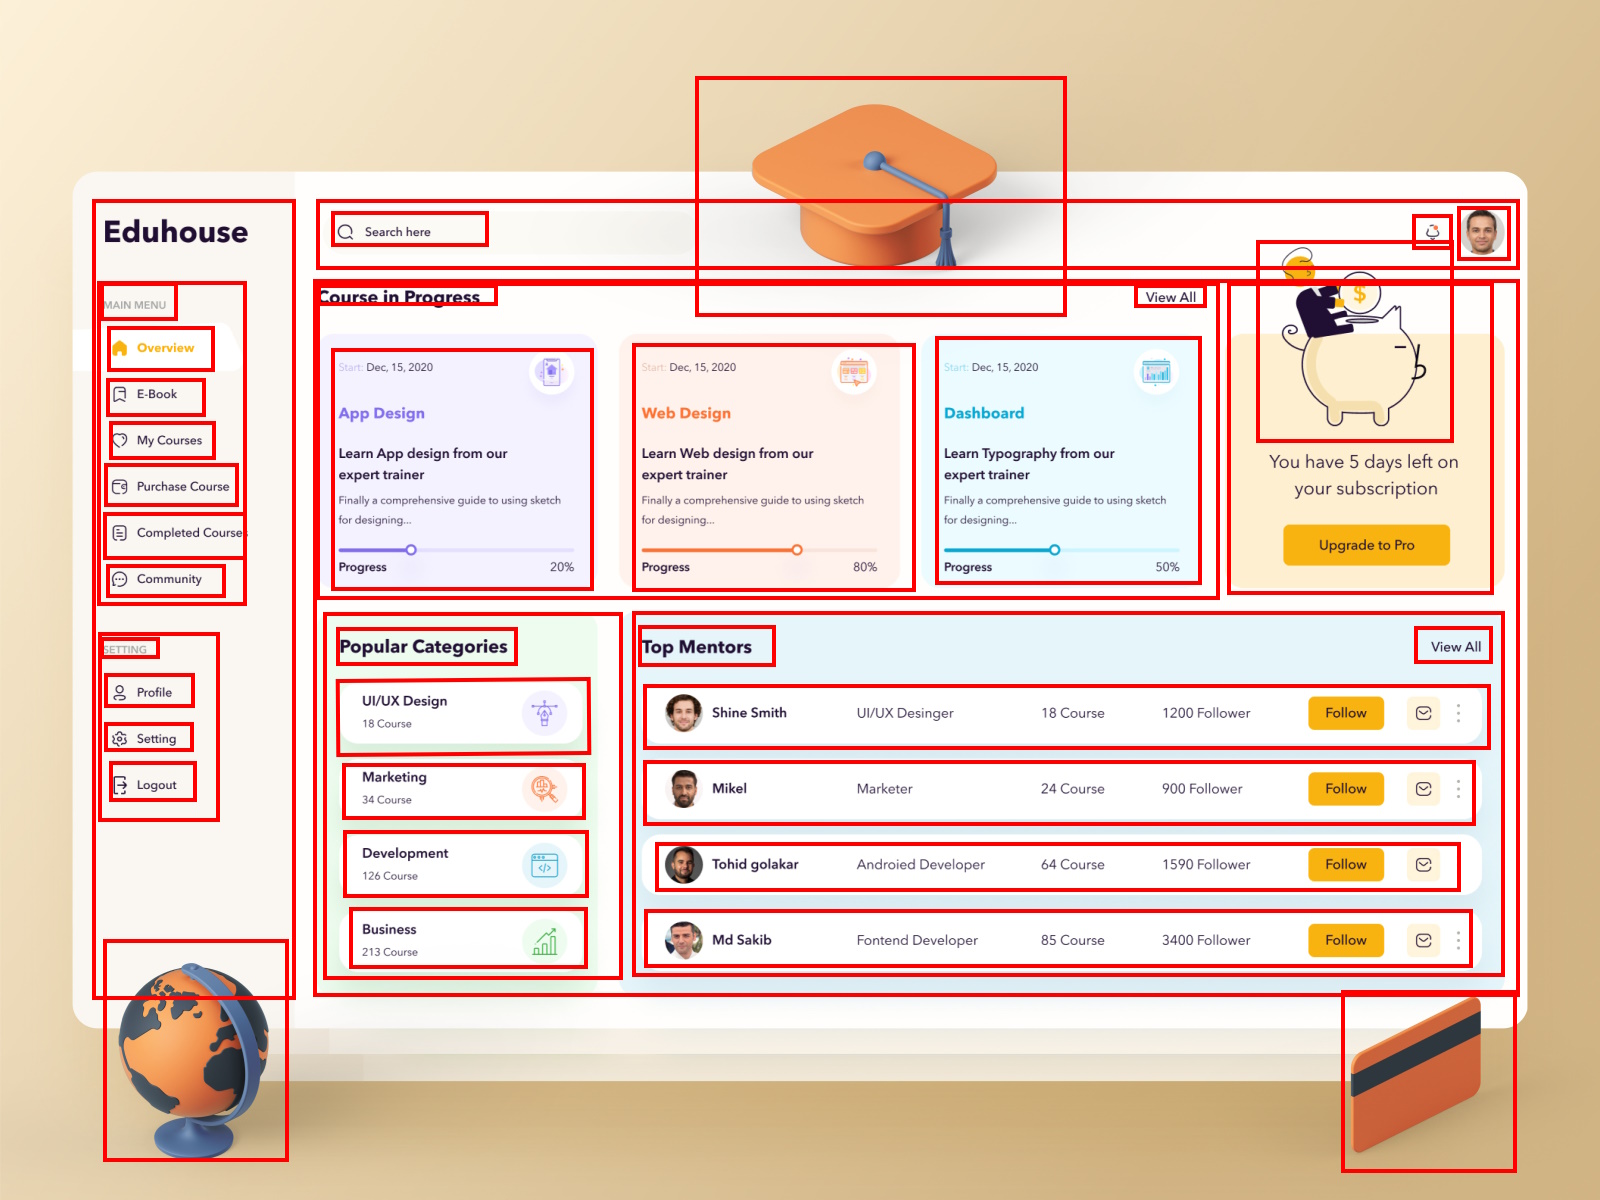 Eduhouse
Search here
MAIN MENU
Overview
E-Book
My Courses
Purchase Course
Completed Courses
Community
SETTING
Profile
Setting
Logout
Course in Progress
View All
Start: Dec, 15, 2020
App Design
Learn App design from our
expert trainer
Finally a comprehensive guide to using sketch
for designing...
Progress 20%
Start: Dec, 15, 2020
Web Design
Learn Web design from our
expert trainer
Finally a comprehensive guide to using sketch
for designing...
Progress 80%
Start: Dec, 15, 2020
Dashboard
Learn Typography from our
expert trainer
Finally a comprehensive guide to using sketch
for designing...
Progress 50%
$
You have 5 days left on
your subscription
Upgrade to Pro
Popular Categories
UI/UX Design
18 Course
Marketing
34 Course
Development
126 Course
Business
213 Course
Top Mentors
View All
Shine Smith UI/UX Desinger 18 Course 1200 Follower Follow
Mikel Marketer 24 Course 900 Follower Follow
Tohid golakar Androied Developer 64 Course 1590 Follower Follow
Md Sakib Fontend Developer 85 Course 3400 Follower Follow